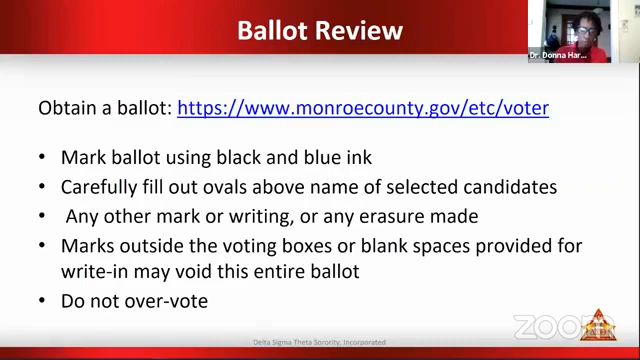 Ballot Review
Dr. Donna Har...
Obtain a ballot: https://www.monroecounty.gov/etc/voter
• Mark ballot using black and blue ink
• Carefully fill out ovals above name of selected candidates
• Any other mark or writing, or any erasure made
• Marks outside the voting boxes or blank spaces provided for
write-in may void this entire ballot
• Do not over-vote
zoom
Delta Sigma Theta Sorority, Incorporated